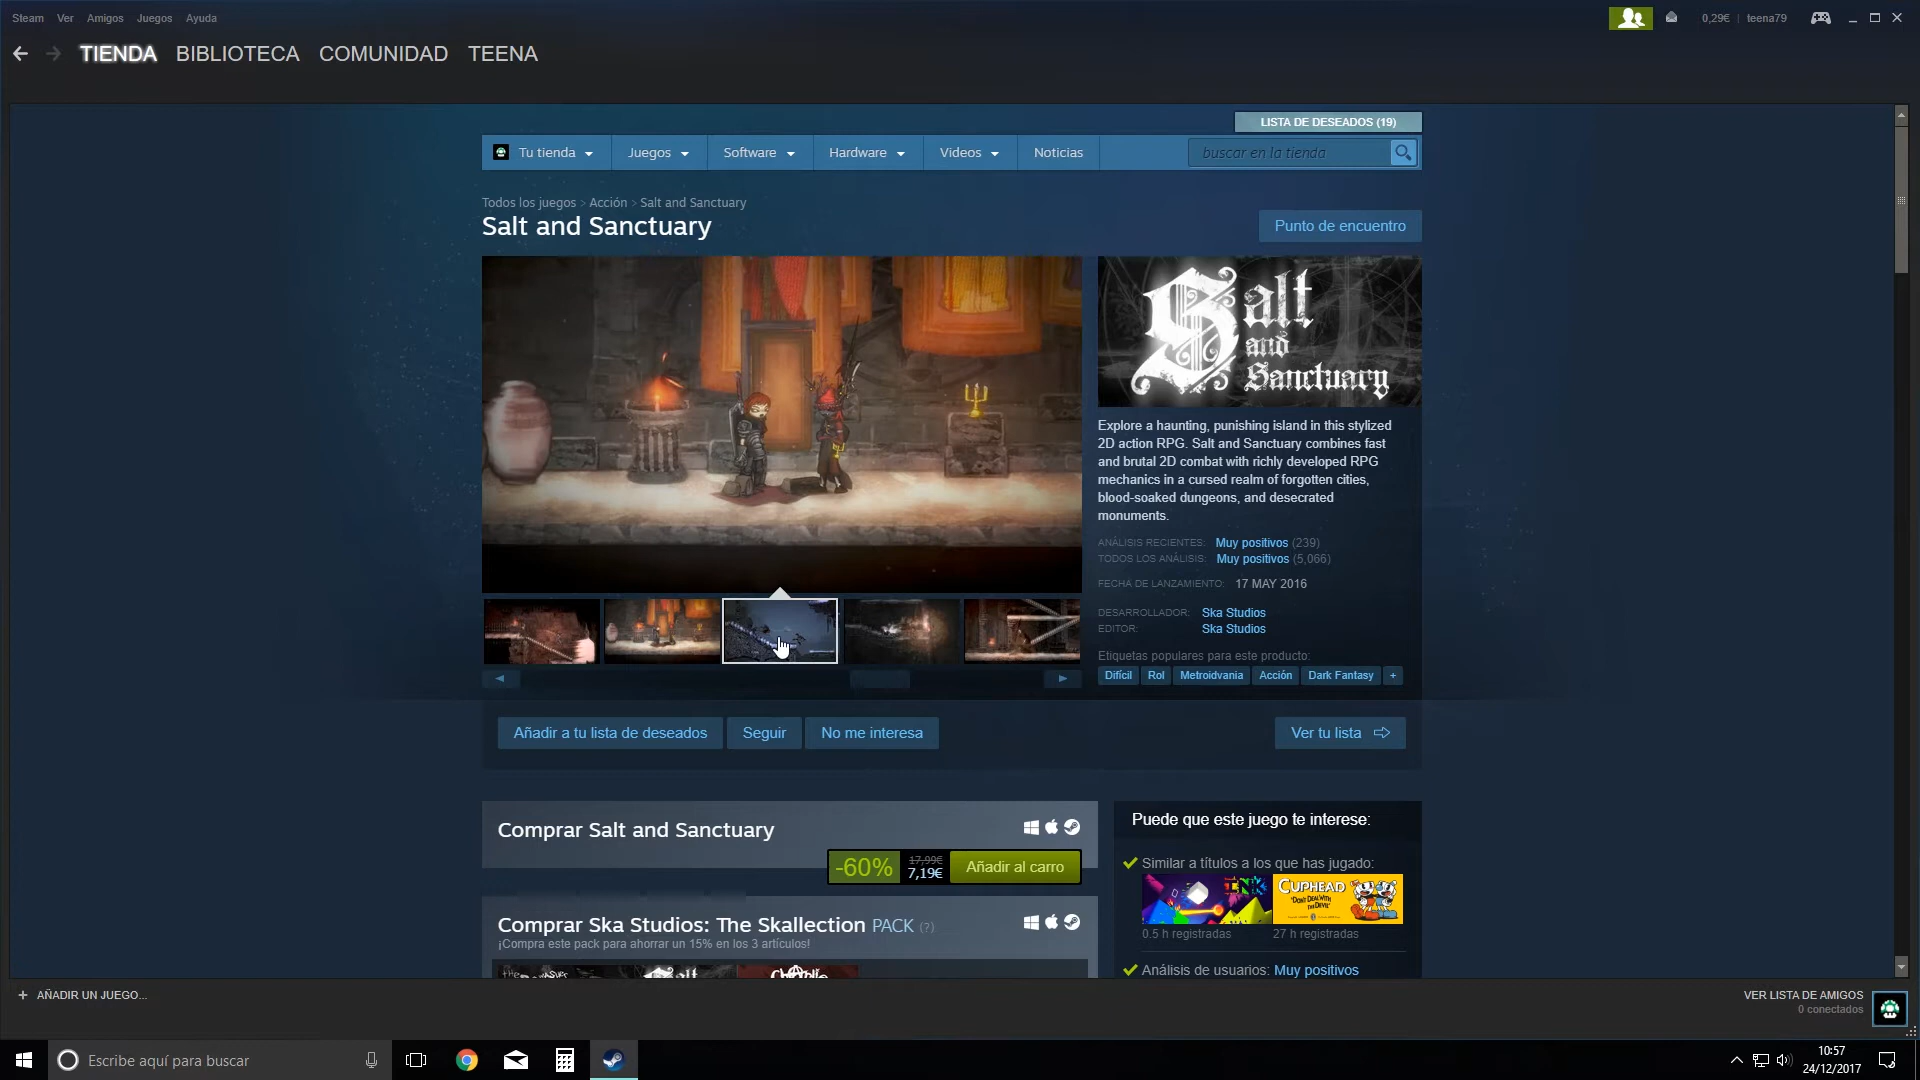 Steam Ver Amigos Juegos Ayuda
0,29€ | teena79
TIENDA BIBLIOTECA COMUNIDAD TEENA
LISTA DE DESEADOS (19)
Tu tienda Juegos Software Hardware Videos Noticias buscar en la tienda
Todos los juegos > Acción > Salt and Sanctuary
Salt and Sanctuary
Punto de encuentro
Salt
and
Sanctuary
Explore a haunting, punishing island in this stylized
2D action RPG. Salt and Sanctuary combines fast
and brutal 2D combat with richly developed RPG
mechanics in a cursed realm of forgotten cities,
blood-soaked dungeons, and desecrated
monuments.
ANÁLISIS RECIENTES: Muy positivos (239)
TODOS LOS ANÁLISIS: Muy positivos (5,066)
FECHA DE LANZAMIENTO: 17 MAY 2016
DESARROLLADOR: Ska Studios
EDITOR: Ska Studios
Etiquetas populares para este producto:
Difícil Rol Metroidvania Acción Dark Fantasy +
Añadir a tu lista de deseados Seguir No me interesa Ver tu lista
Comprar Salt and Sanctuary
-60% 17,99€ 7,19€ Añadir al carro
Comprar Ska Studios: The Skallection PACK (?)
¡Compra este pack para ahorrar un 15% en los 3 artículos!
Puede que este juego te interese:
Similar a títulos a los que has jugado:
INK
CUPHEAD
"DON'T DEAL WITH
THE DEVIL"
0.5 h registradas 27 h registradas
Análisis de usuarios: Muy positivos
+ AÑADIR UN JUEGO...
VER LISTA DE AMIGOS
0 conectados
Escribe aquí para buscar
10:57
24/12/2017